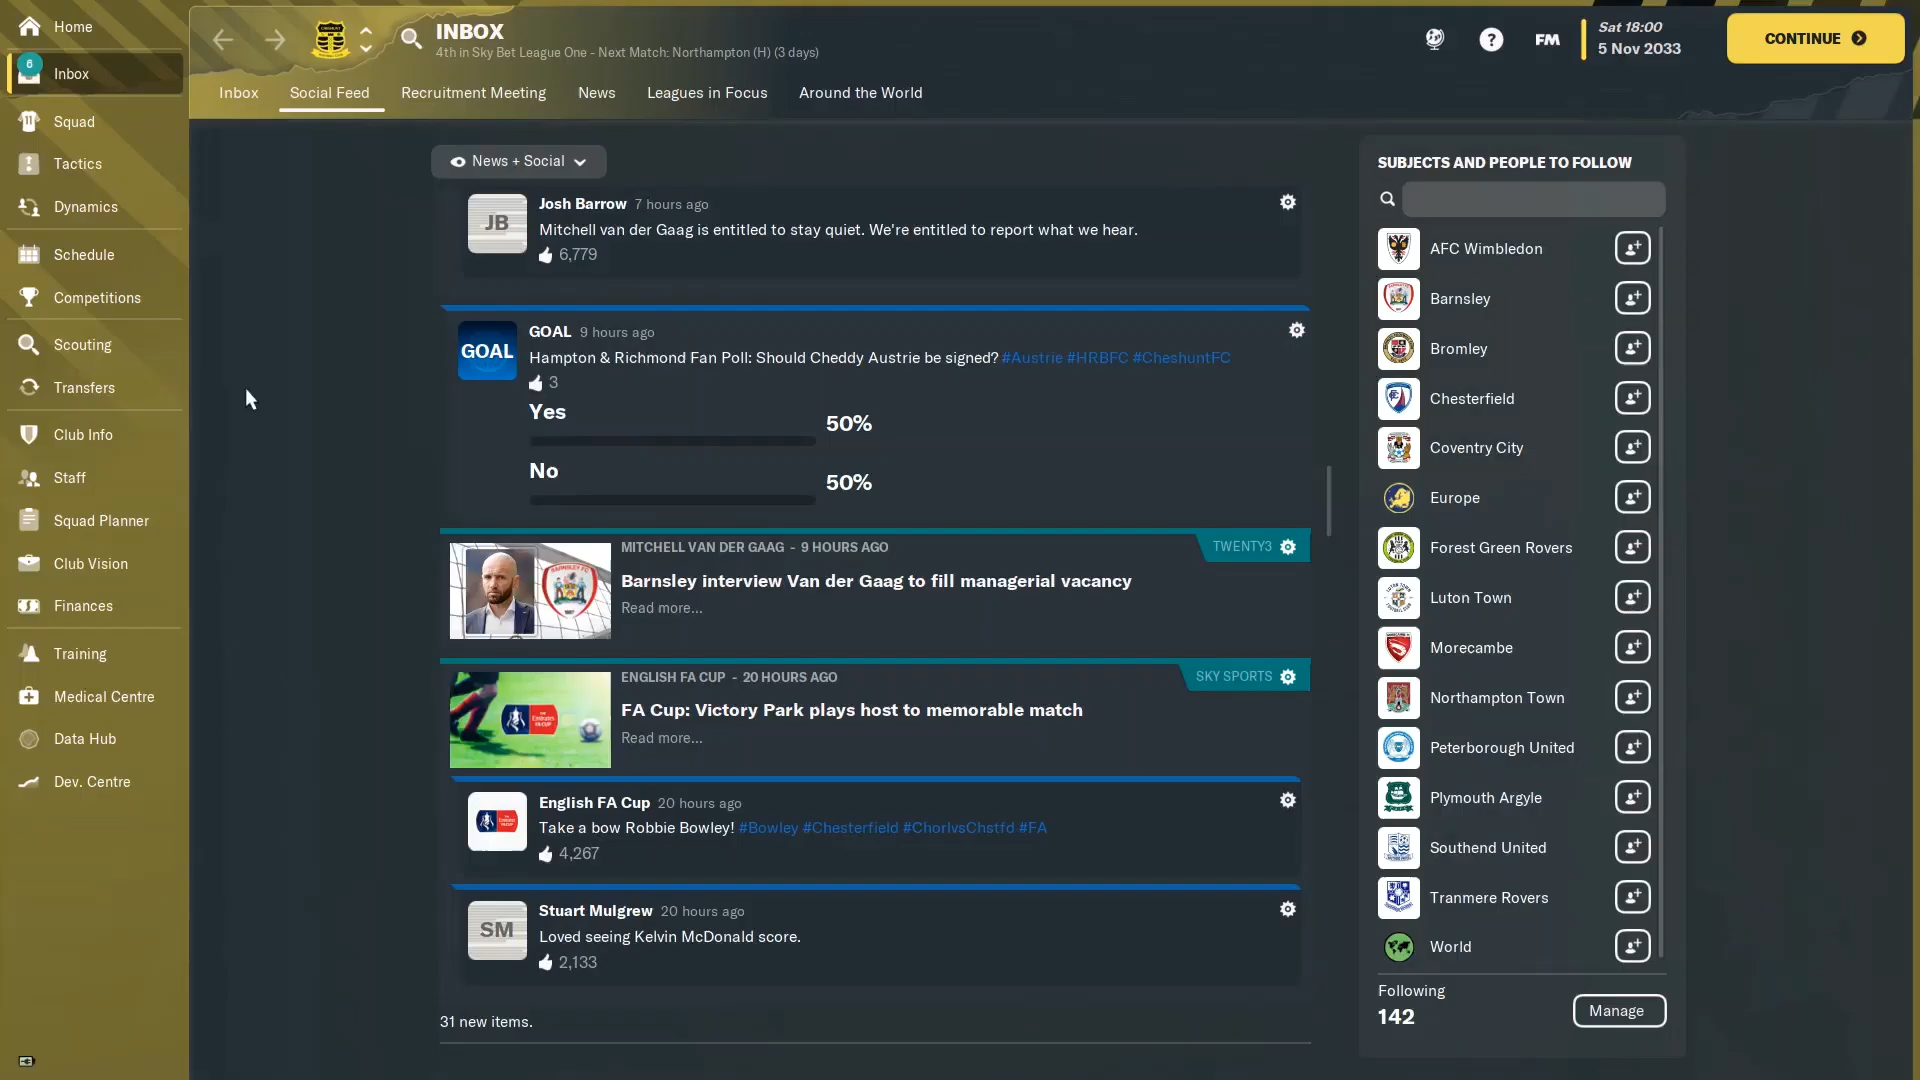 Home
6
Inbox
Squad
Tactics
Dynamics
Schedule
Competitions
Scouting
Transfers
Club Info
Staff
Squad Planner
Club Vision
Finances
Training
Medical Centre
Data Hub
Dev. Centre
INBOX
4th in Sky Bet League One - Next Match: Northampton (H) (3 days)
FM
Sat 18:00
5 Nov 2033
CONTINUE
Inbox
Social Feed
Recruitment Meeting
News
Leagues in Focus
Around the World
News + Social
JB
Josh Barrow 7 hours ago
Mitchell van der Gaag is entitled to stay quiet. We're entitled to report what we hear.
6,779
GOAL
GOAL 9 hours ago
Hampton & Richmond Fan Poll: Should Cheddy Austrie be signed? #Austrie #HRBFC #CheshuntFC
3
Yes
50%
No
50%
MITCHELL VAN DER GAAG - 9 HOURS AGO
TWENTY3
Barnsley interview Van der Gaag to fill managerial vacancy
Read more...
ENGLISH FA CUP - 20 HOURS AGO
SKY SPORTS
FA Cup: Victory Park plays host to memorable match
Read more...
English FA Cup 20 hours ago
Take a bow Robbie Bowley! #Bowley #Chesterfield #ChorlvsChstfd #FA
4,267
SM
Stuart Mulgrew 20 hours ago
Loved seeing Kelvin McDonald score.
2,133
31 new items.
SUBJECTS AND PEOPLE TO FOLLOW
AFC Wimbledon
Barnsley
Bromley
Chesterfield
Coventry City
Europe
Forest Green Rovers
Luton Town
Morecambe
Northampton Town
Peterborough United
Plymouth Argyle
Southend United
Tranmere Rovers
World
Following
142
Manage